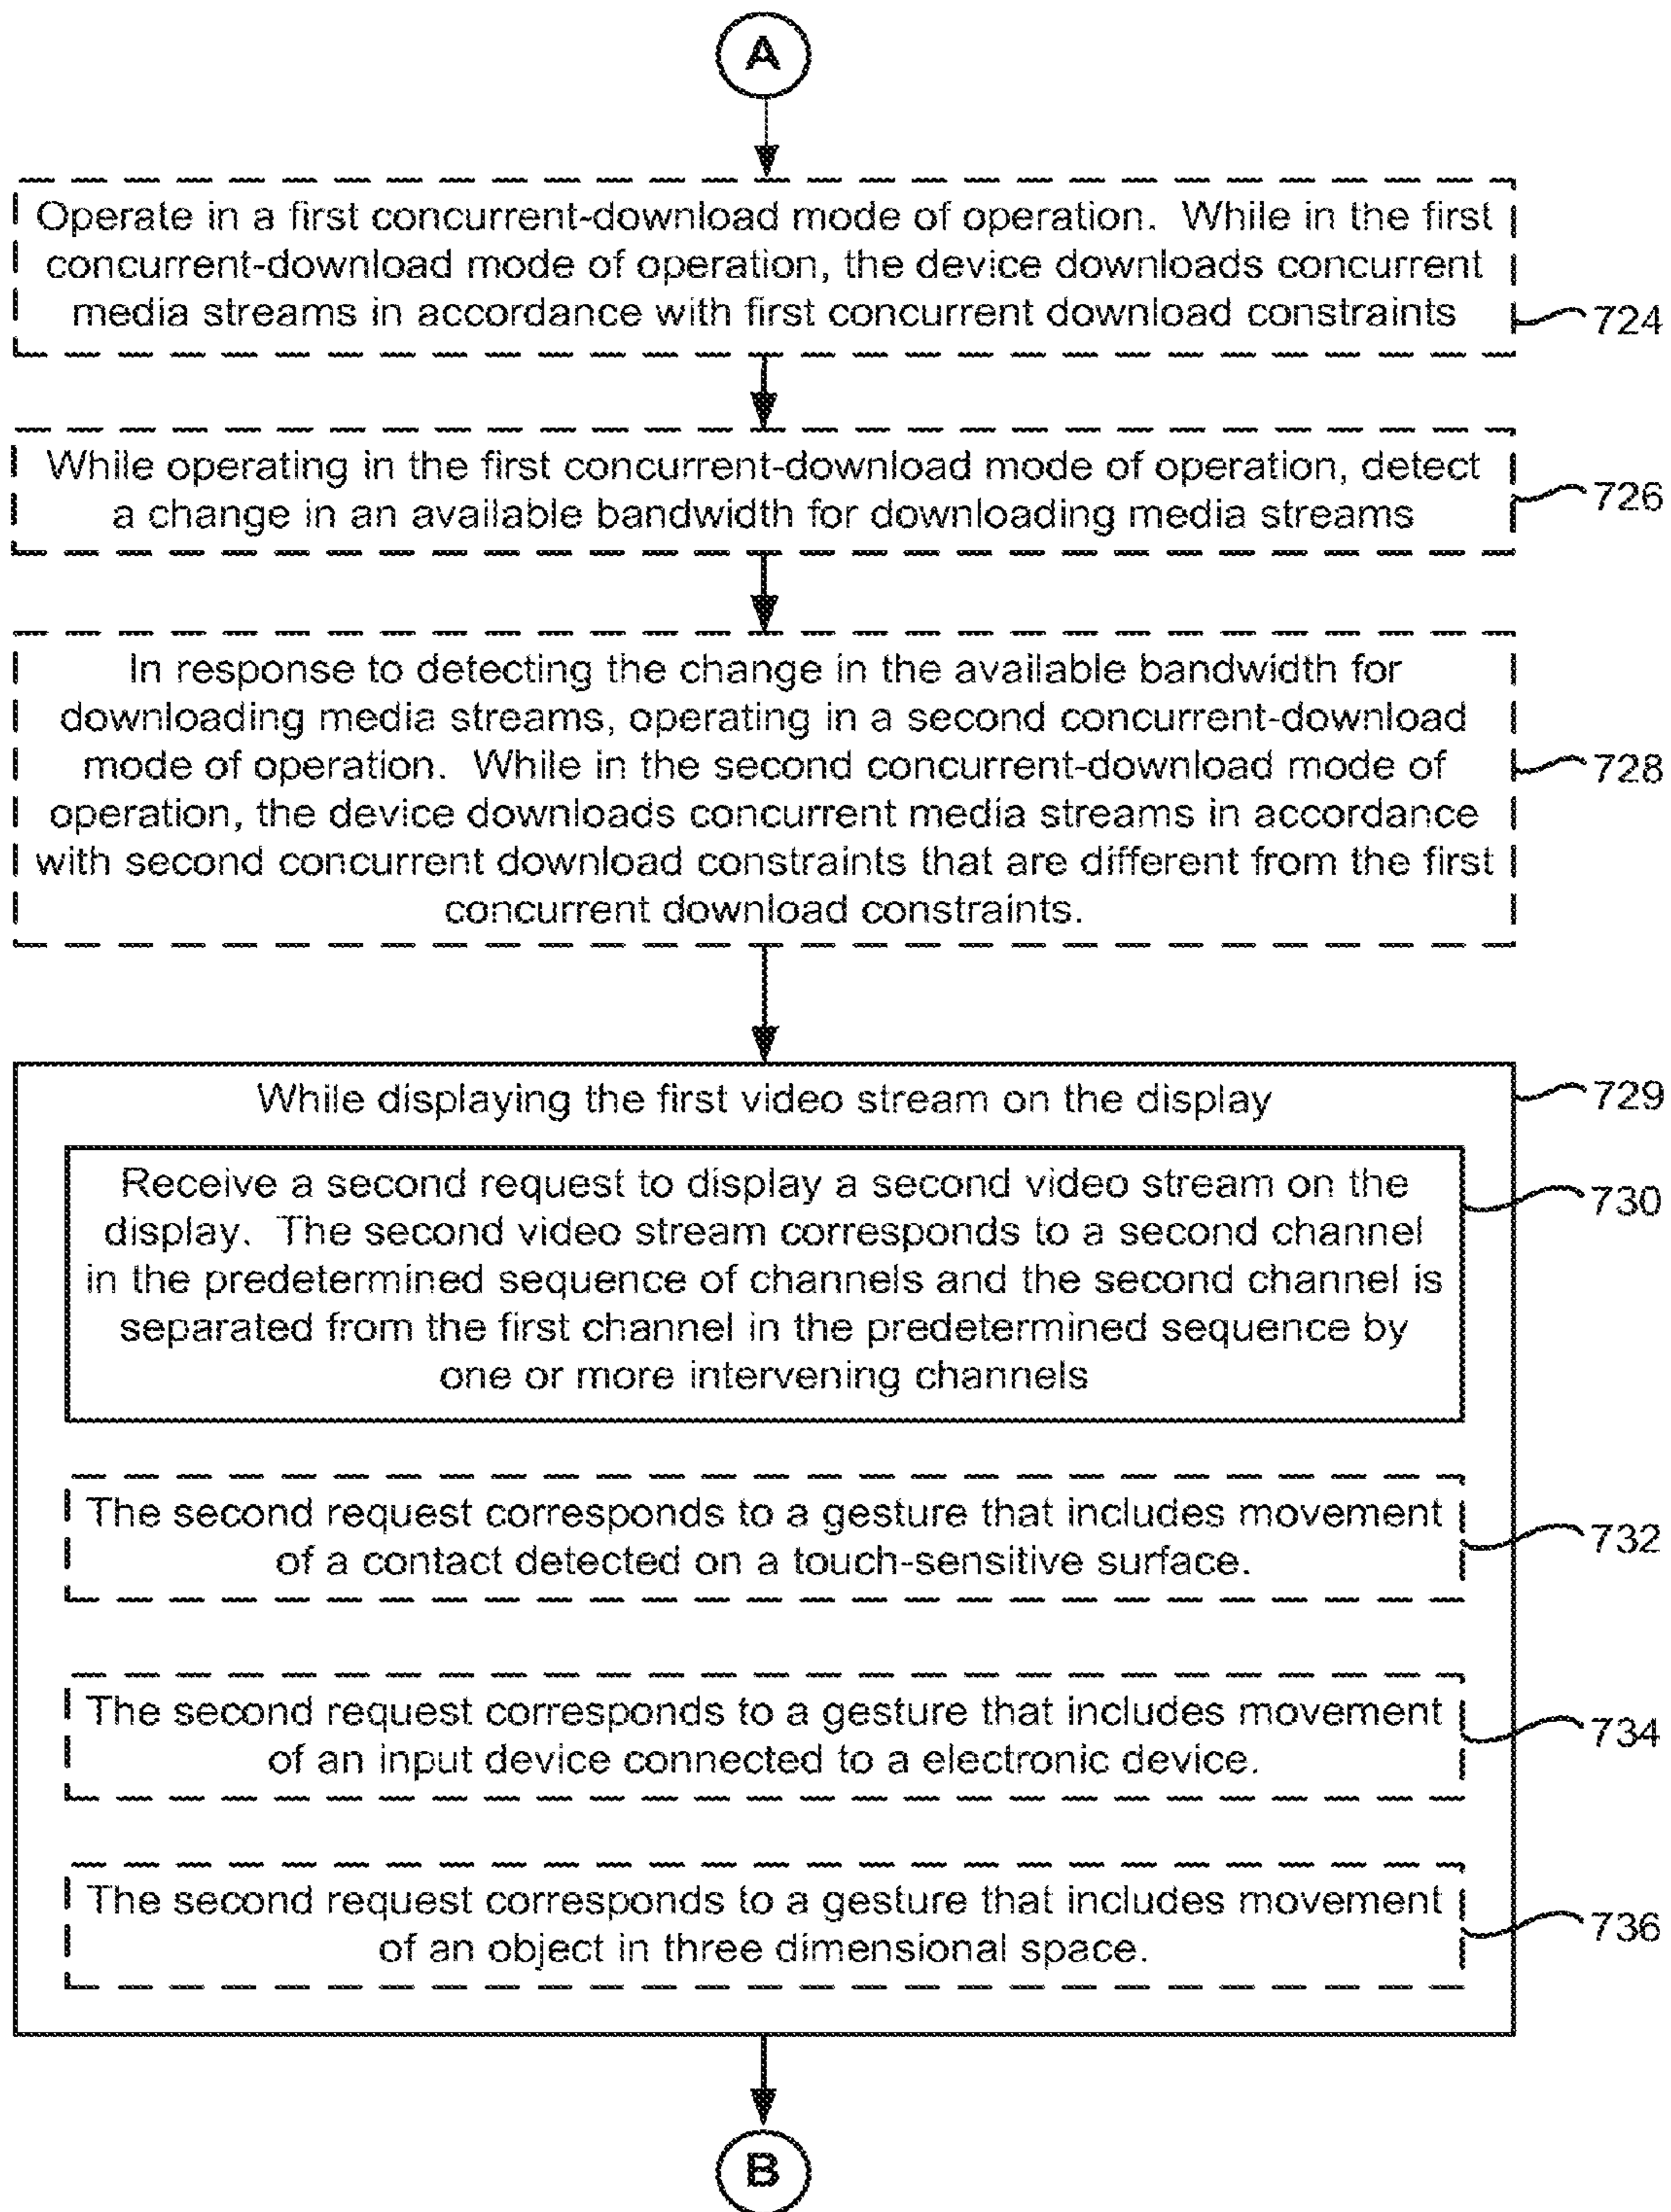 A
Operate in a first concurrent-download mode of operation. While in the first
concurrent-download mode of operation, the device downloads concurrent
media streams in accordance with first concurrent download constraints
724
While operating in the first concurrent-download mode of operation, detect
a change in an available bandwidth for downloading media streams
726
In response to detecting the change in the available bandwidth for
downloading media streams, operating in a second concurrent-download
mode of operation. While in the second concurrent-download mode of
operation, the device downloads concurrent media streams in accordance
with second concurrent download constraints that are different from the first
concurrent download constraints.
728
While displaying the first video stream on the display
729
Receive a second request to display a second video stream on the
display. The second video stream corresponds to a second channel
in the predetermined sequence of channels and the second channel is
separated from the first channel in the predetermined sequence by
one or more intervening channels
730
The second request corresponds to a gesture that includes movement
of a contact detected on a touch-sensitive surface.
732
The second request corresponds to a gesture that includes movement
of an input device connected to a electronic device.
734
The second request corresponds to a gesture that includes movement
of an object in three dimensional space.
736
B